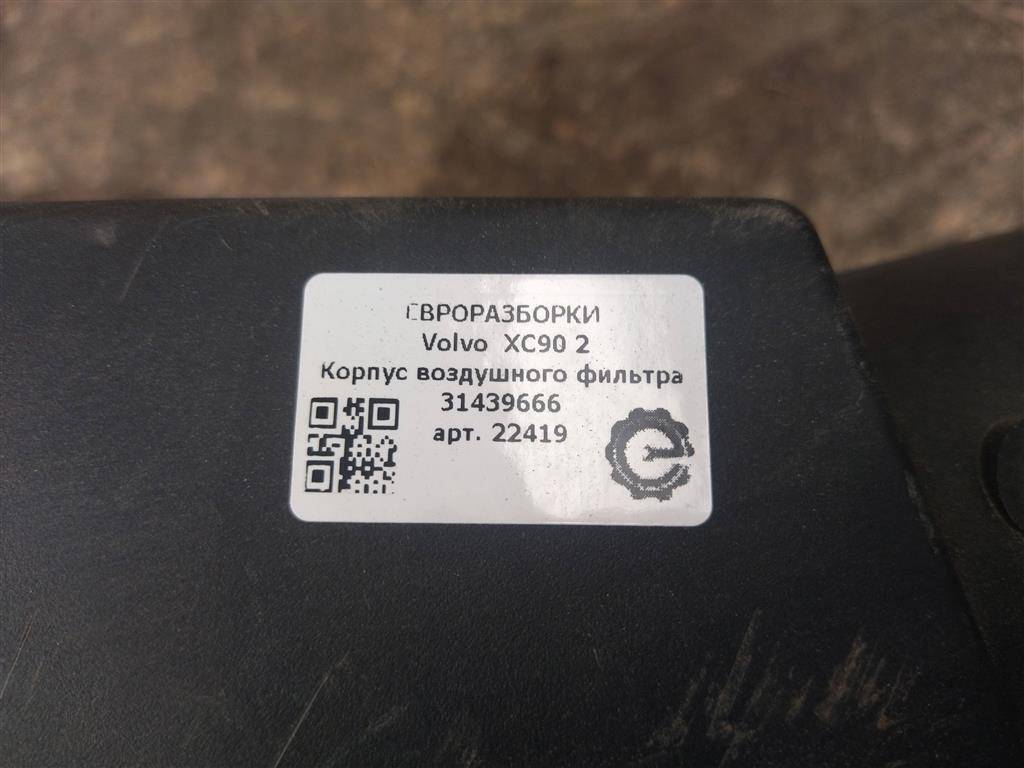 ЕВРОРАЗБОРКИ
Volvo XC90 2
Корпус воздушного фильтра
31439666
арт. 22419